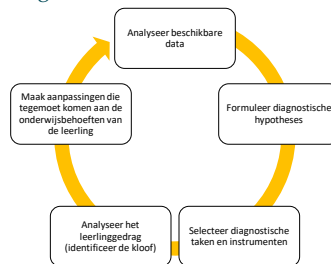 Analyseer beschikbare
data
Formuleer diagnostische
hypotheses
Selecteer diagnostische
taken en instrumenten
Analyseer het
leerlinggedrag
(identificeer de kloof)
Maak aanpassingen die
tegemoet komen aan de
onderwijsbehoeften van
de leerling